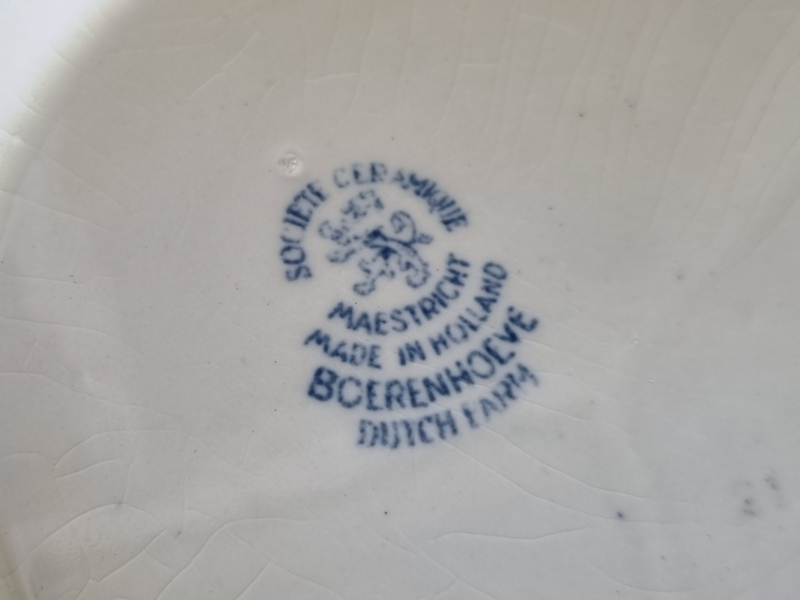 SOCIETE CERAMIQUE
MAESTRICHT
MADE IN HOLLAND
BOERENHOEVE
DUTCH FARM